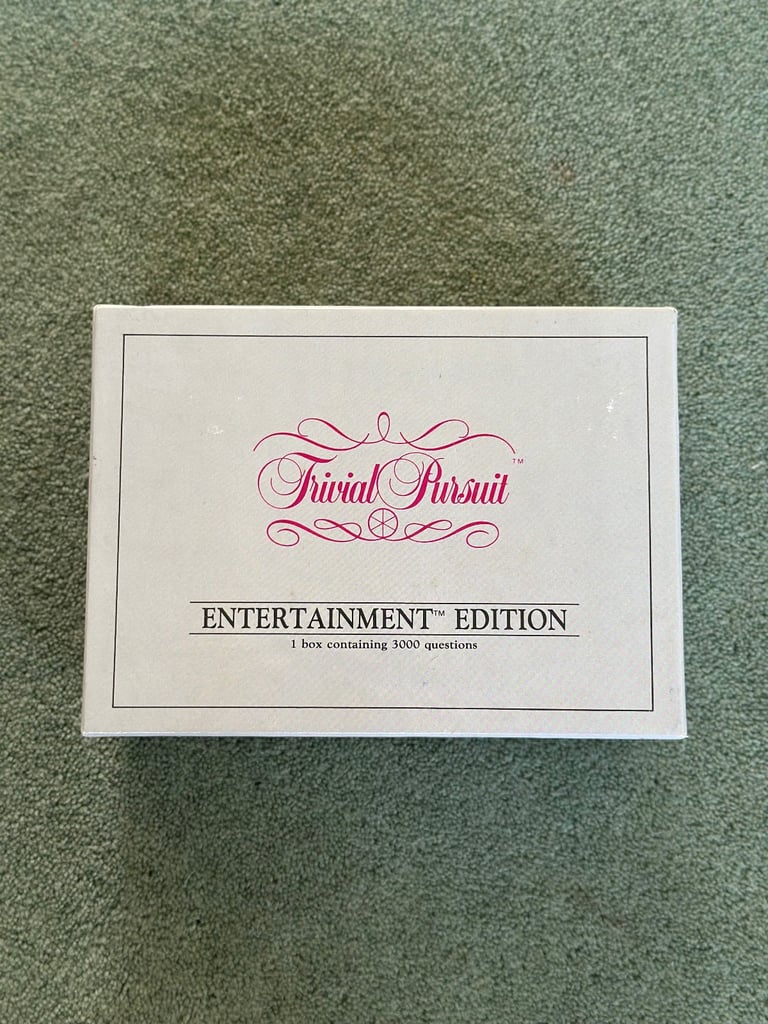 Trivial Pursuit™
ENTERTAINMENT™ EDITION
1 box containing 3000 questions